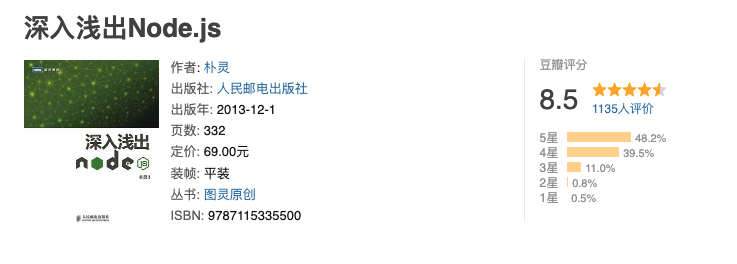 深入浅出Node.js
深入浅出
node JS
作者: 朴灵
出版社: 人民邮电出版社
出版年: 2013-12-1
页数: 332
定价: 69.00元
装帧: 平装
丛书: 图灵原创
ISBN: 9787115335500
豆瓣评分
8.5
1135人评价
5星 48.2%
4星 39.5%
3星 11.0%
2星 0.8%
1星 0.5%